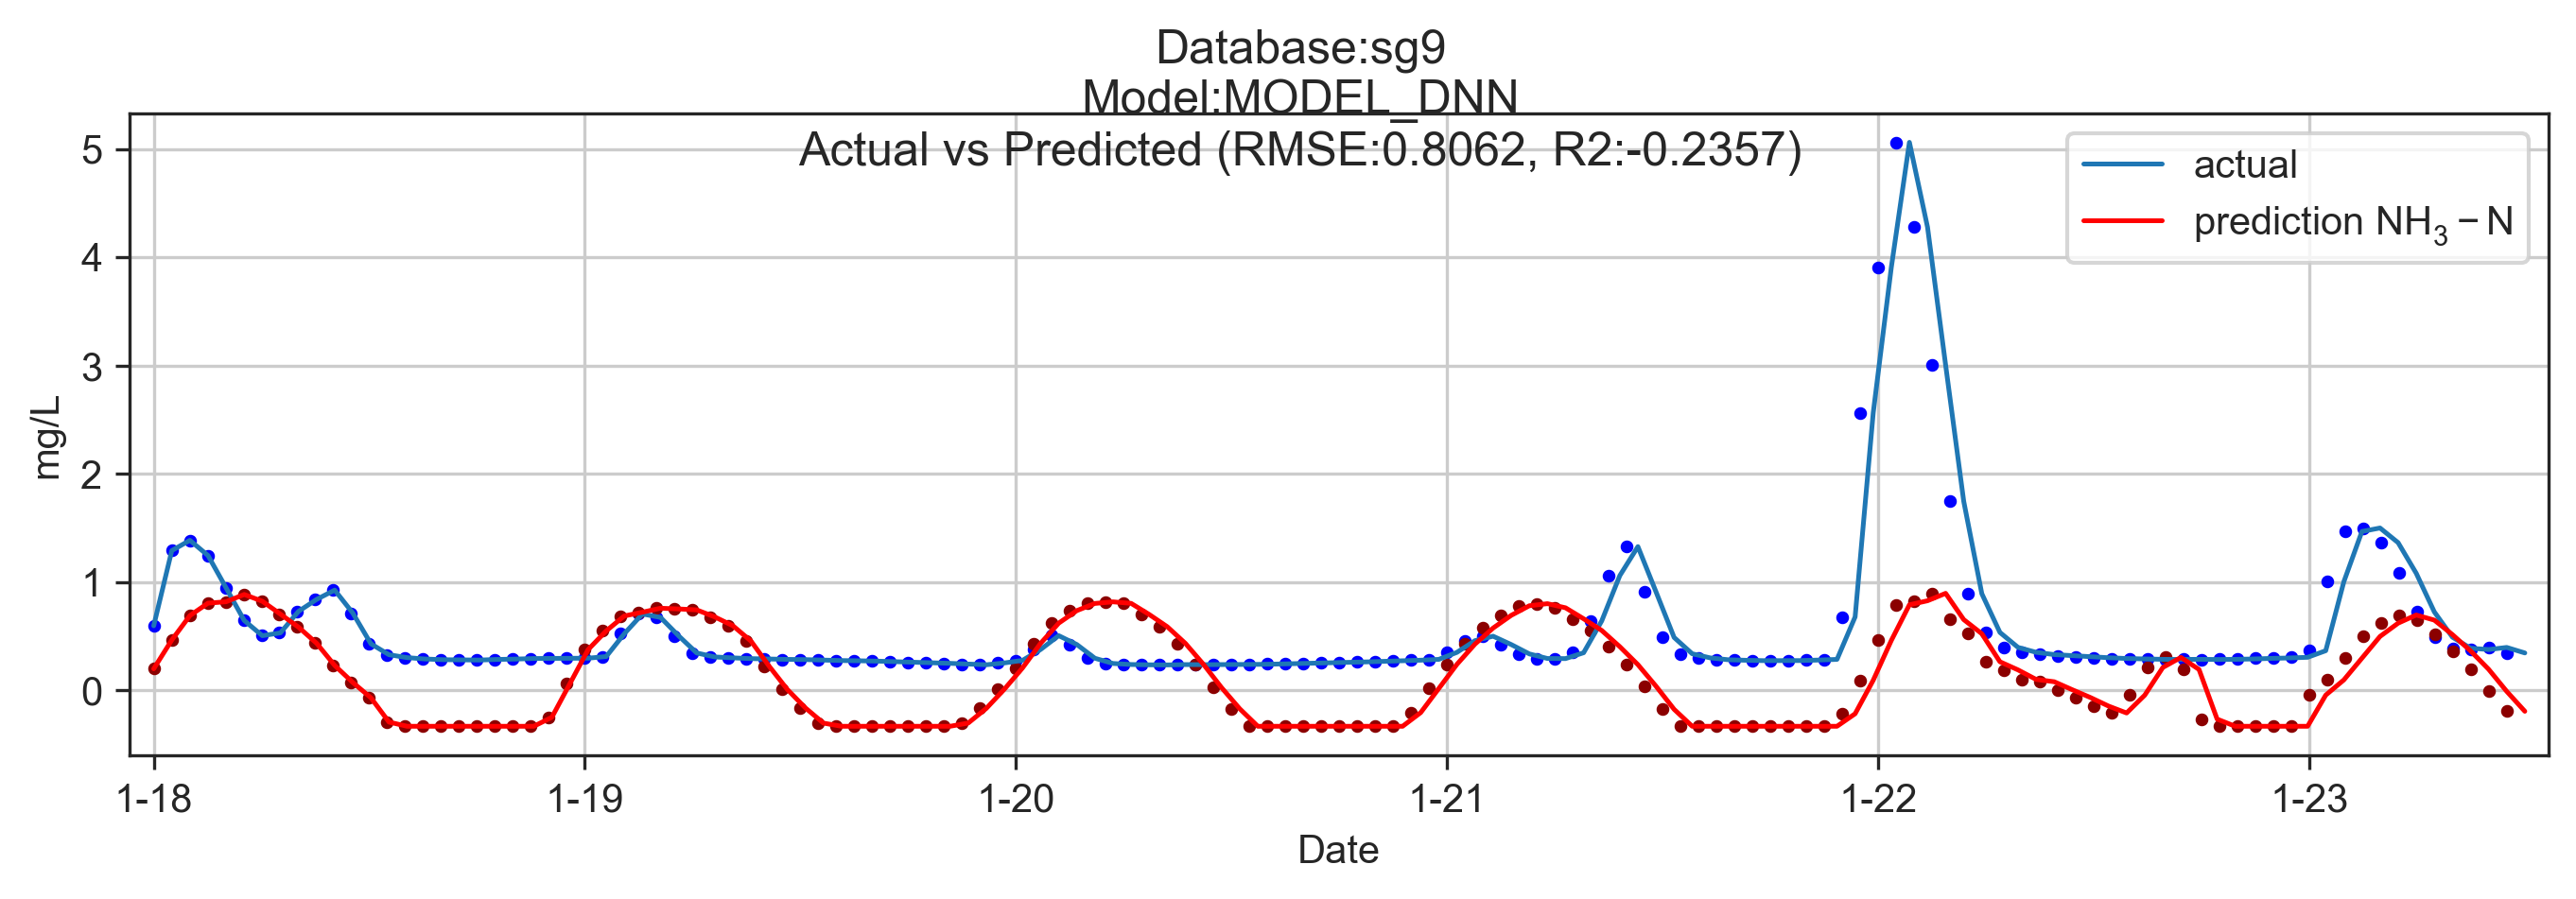 Database:sg9
Model:MODEL_DNN
Actual vs Predicted (RMSE:0.8062, R2:-0.2357)
actual
prediction NH₃ − N
5
4
3
2
1
0
mg/L
1-18 1-19 1-20 1-21 1-22 1-23
Date